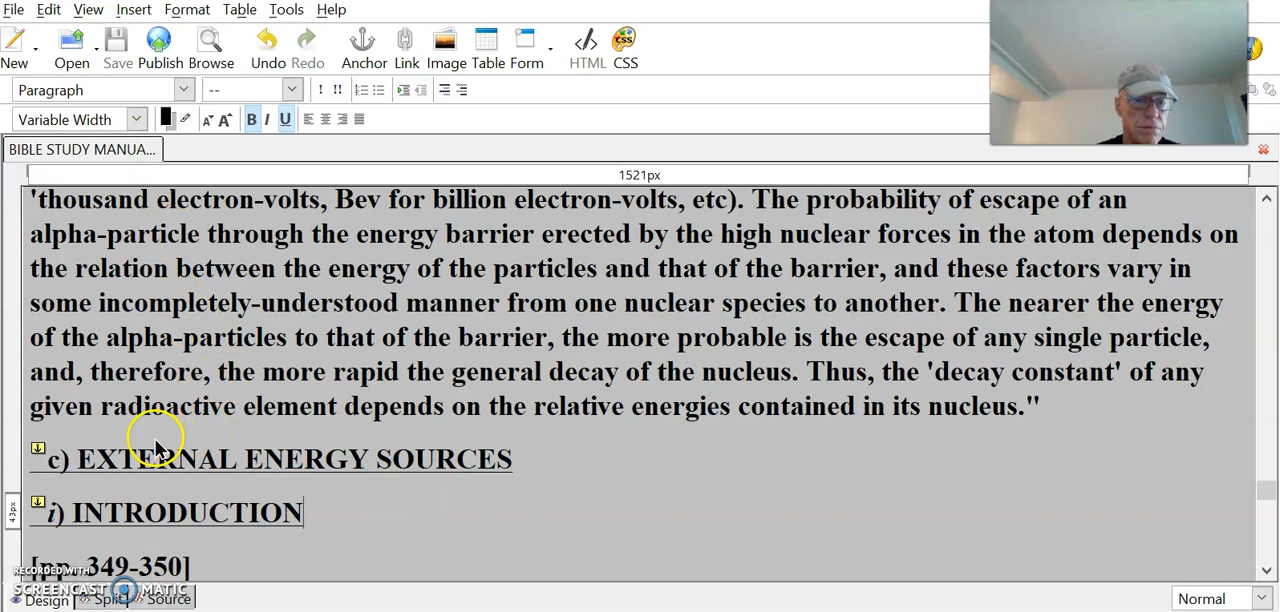 File Edit View Insert Format Table Tools Help
New Open Save Publish Browse Undo Redo Anchor Link Image Table Form HTML CSS
Paragraph --
Variable Width A A B I U
BIBLE STUDY MANUA...
1521px
'thousand electron-volts, Bev for billion electron-volts, etc). The probability of escape of an
alpha-particle through the energy barrier erected by the high nuclear forces in the atom depends on
the relation between the energy of the particles and that of the barrier, and these factors vary in
some incompletely-understood manner from one nuclear species to another. The nearer the energy
of the alpha-particles to that of the barrier, the more probable is the escape of any single particle,
and, therefore, the more rapid the general decay of the nucleus. Thus, the 'decay constant' of any
given radioactive element depends on the relative energies contained in its nucleus."
c) EXTERNAL ENERGY SOURCES
43px
i) INTRODUCTION
[pp. 349-350]
RECORDED WITH
SCREENCAST MATIC
Design Split Source
Normal